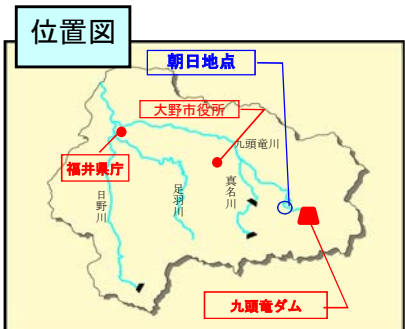 位置図
朝日地点
大野市役所
九頭竜川
福井県庁
日野川
足羽川
真名川
九頭竜ダム